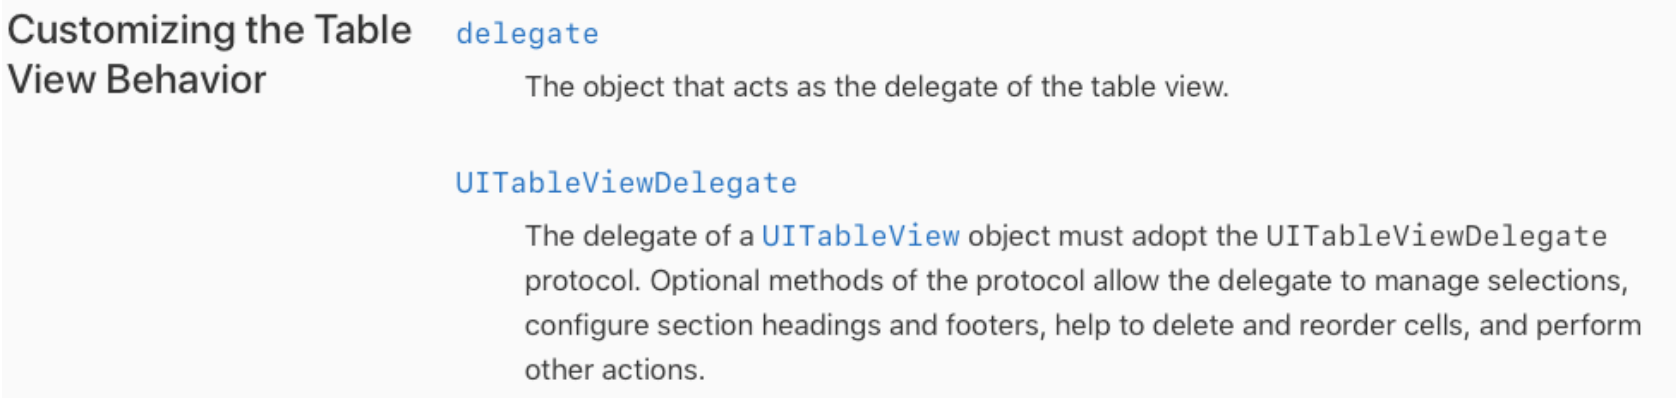 Customizing the Table
View Behavior
delegate
The object that acts as the delegate of the table view.
UITableViewDelegate
The delegate of a UITableView object must adopt the UITableViewDelegate
protocol. Optional methods of the protocol allow the delegate to manage selections,
configure section headings and footers, help to delete and reorder cells, and perform
other actions.